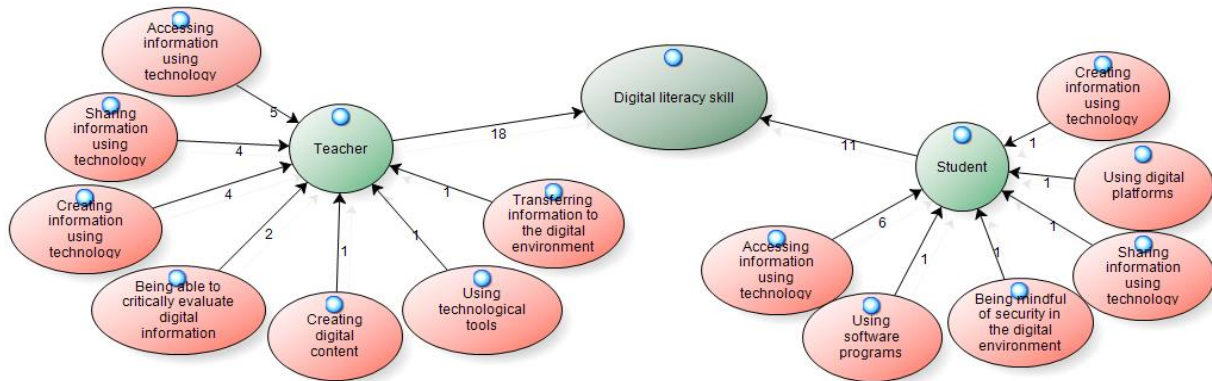 Accessing
information
using
technology
5
Sharing
information
using
technology
4
Creating
information
using
technology
4
Being able to
critically evaluate
digital
information
2
Creating
digital
content
1
Using
technological
tools
1
Transferring
information to
the digital
environment
1
Teacher
18
Digital literacy skill
11
Student
Creating
information
using
technology
1
Using digital
platforms
1
Sharing
information
using
technology
1
Being mindful
of security in
the digital
environment
1
Using
software
programs
1
Accessing
information
using
technology
6